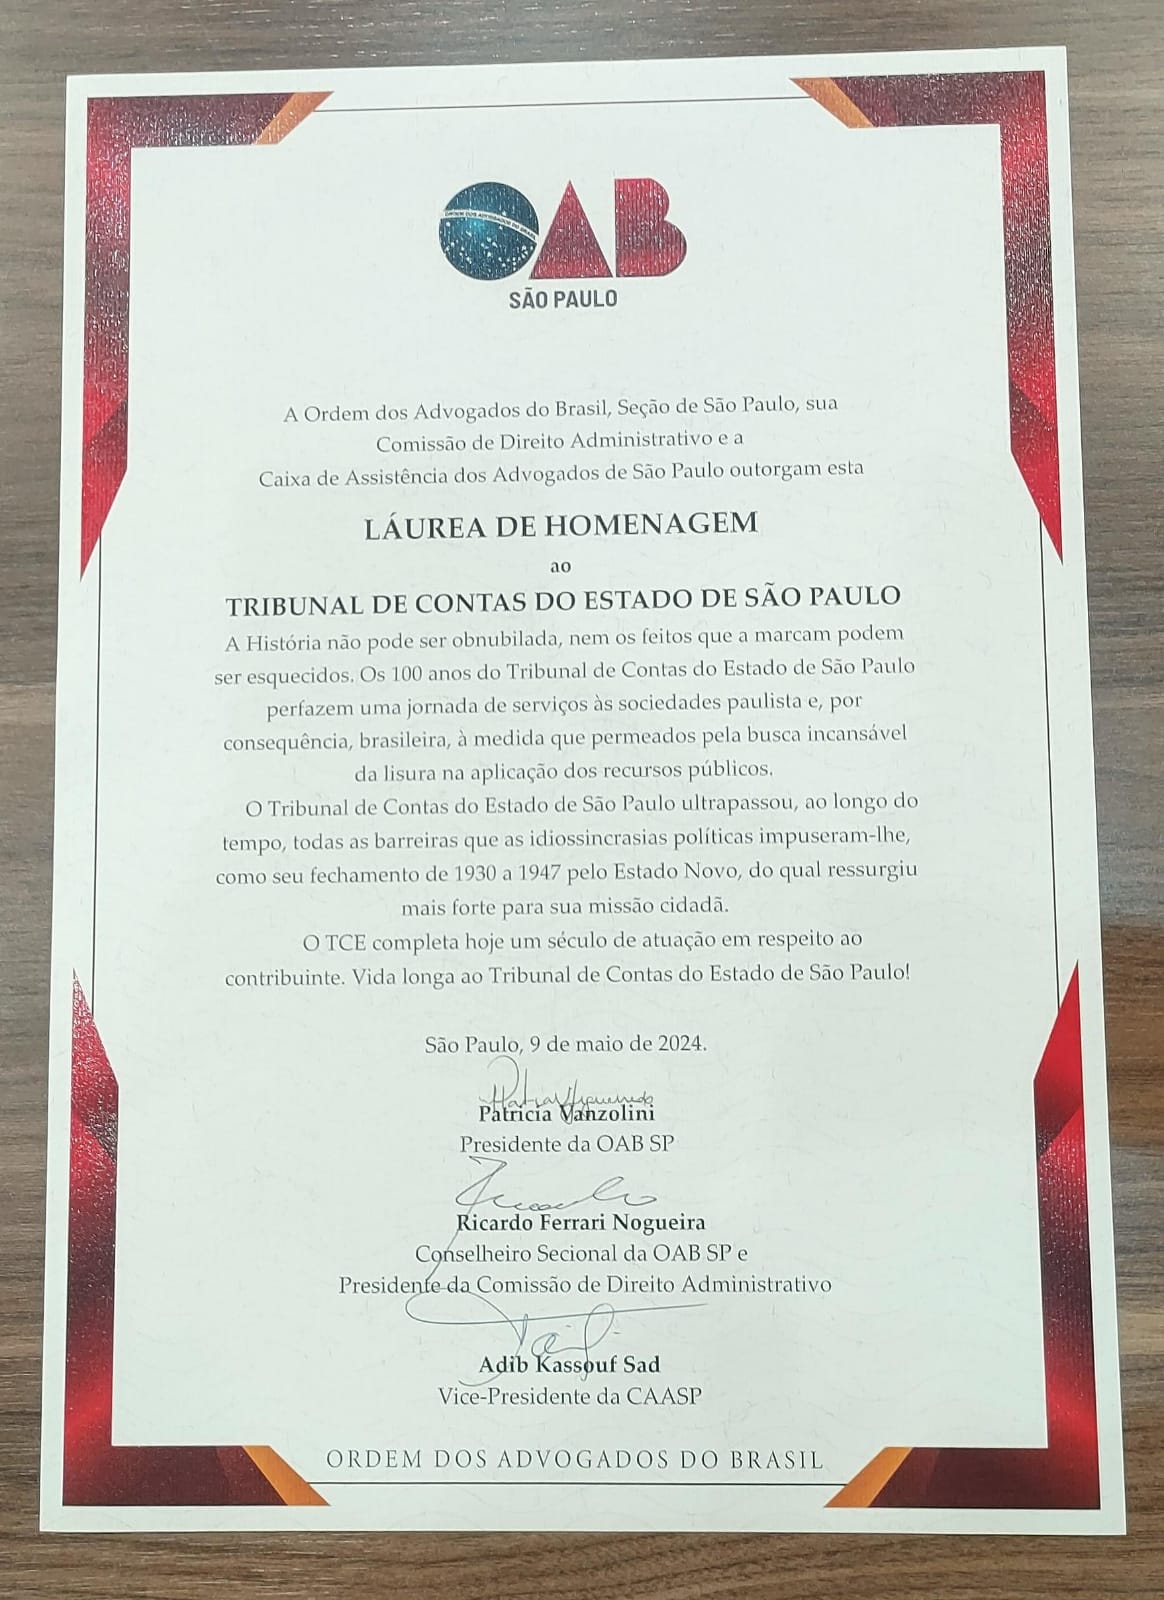 OAB
ORDEM DOS ADVOGADOS DO BRASIL
SÃO PAULO
A Ordem dos Advogados do Brasil, Seção de São Paulo, sua
Comissão de Direito Administrativo e a
Caixa de Assistência dos Advogados de São Paulo outorgam esta
LÁUREA DE HOMENAGEM
ao
TRIBUNAL DE CONTAS DO ESTADO DE SÃO PAULO
A História não pode ser obnubilada, nem os feitos que a marcam podem
ser esquecidos. Os 100 anos do Tribunal de Contas do Estado de São Paulo
perfazem uma jornada de serviços às sociedades paulista e, por
consequência, brasileira, à medida que permeados pela busca incansável
da lisura na aplicação dos recursos públicos.
O Tribunal de Contas do Estado de São Paulo ultrapassou, ao longo do
tempo, todas as barreiras que as idiossincrasias políticas impuseram-lhe,
como seu fechamento de 1930 a 1947 pelo Estado Novo, do qual ressurgiu
mais forte para sua missão cidadã.
O TCE completa hoje um século de atuação em respeito ao
contribuinte. Vida longa ao Tribunal de Contas do Estado de São Paulo!
São Paulo, 9 de maio de 2024.
Patricia Vanzolini
Presidente da OAB SP
Ricardo Ferrari Nogueira
Conselheiro Secional da OAB SP e
Presidente da Comissão de Direito Administrativo
Adib Kassouf Sad
Vice-Presidente da CAASP
ORDEM DOS ADVOGADOS DO BRASIL